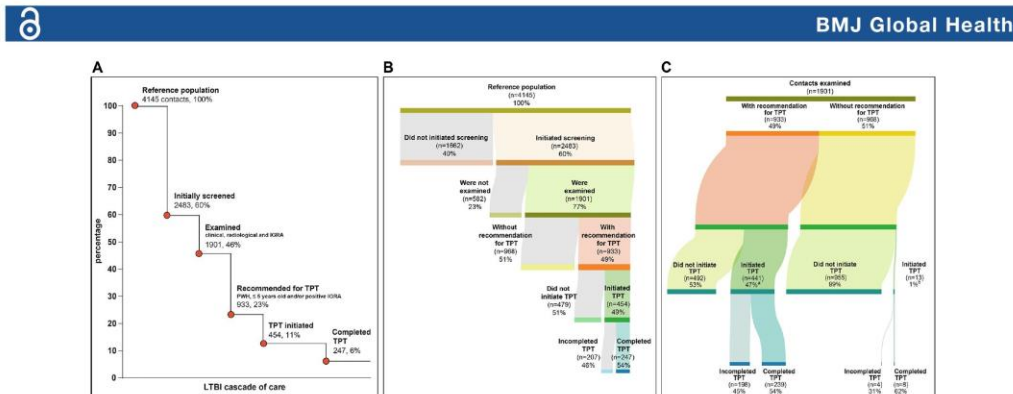 BMJ Global Health
A
Reference population
4145 contacts, 100%
100
90
80
70
60
50
40
30
20
10
0
percentage
Initially screened
2483, 60%
Examined
clinical, radiological and IGRA
1901, 46%
Recommended for TPT
PWH, ≤ 5 years old and/or positive IGRA
933, 23%
TPT initiated
454, 11%
Completed
TPT
247, 6%
LTBI cascade of care
B
Reference population
(n=4145)
100%
Did not initiated screening
(n=1662)
40%
Initiated screening
(n=2483)
60%
Were not
examined
(n=582)
23%
Were
examined
(n=1901)
77%
Without
recommendation
for TPT
(n=968)
51%
With
recommendation
for TPT
(n=933)
49%
Did not
initiate TPT
(n=479)
51%
Initiated
TPT
(n=454)
49%
Incompleted
TPT
(n=207)
46%
Completed
TPT
(n=247)
54%
C
Contacts examined
(n=1901)
With recommendation
for TPT
(n=933)
49%
Without recommendation
for TPT
(n=968)
51%
Did not initiate
TPT
(n=492)
53%
Initiated
TPT
(n=441)
47%
Did not initiate
TPT
(n=955)
Initiated
TPT
(n=13)
1%
Incompleted
TPT
(n=198)
45%
Completed
TPT
(n=239)
54%
Incompleted
TPT
(n=4)
31%
Completed
TPT
(n=8)
62%